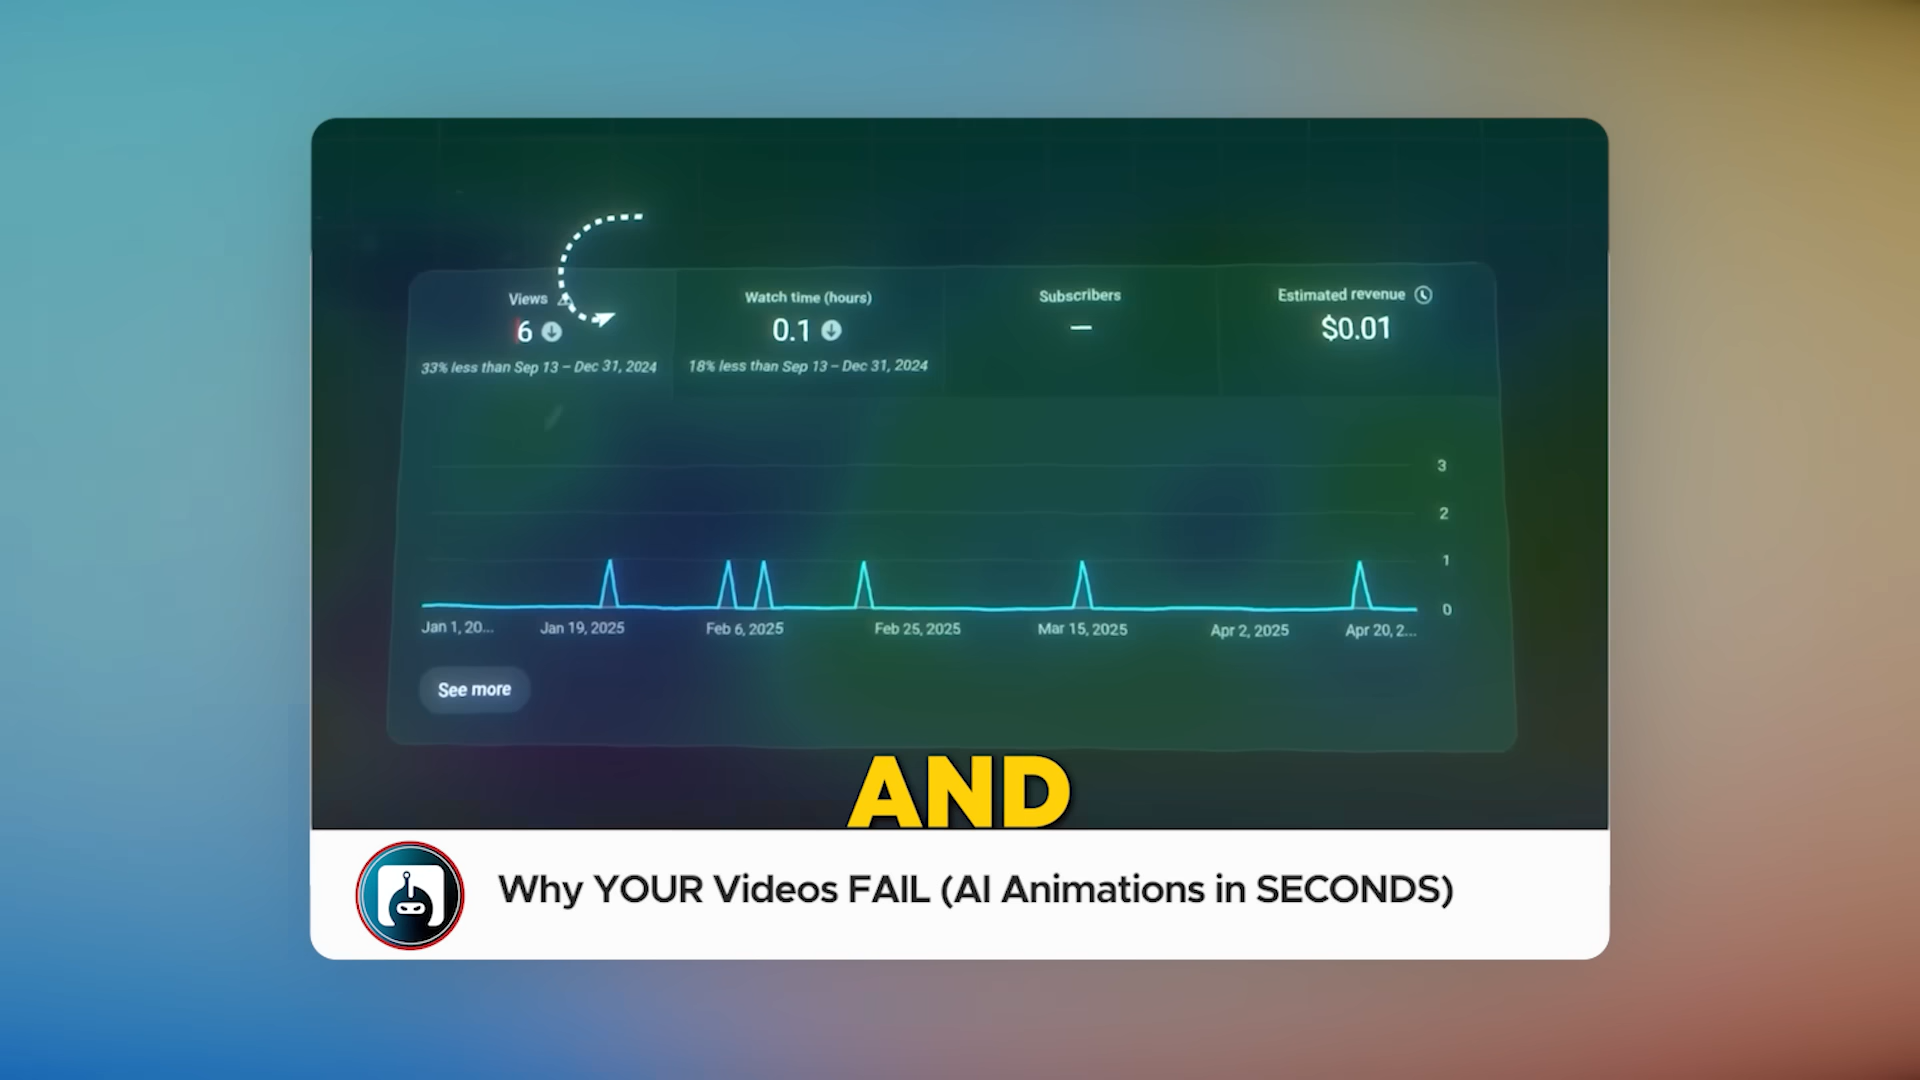 Views
6
33% less than Sep 13 – Dec 31, 2024
Watch time (hours)
0.1
18% less than Sep 13 – Dec 31, 2024
Subscribers
—
Estimated revenue
$0.01
3
2
1
0
Jan 1, 20...
Jan 19, 2025
Feb 6, 2025
Feb 25, 2025
Mar 15, 2025
Apr 2, 2025
Apr 20, 2...
See more
AND
Why YOUR Videos FAIL (AI Animations in SECONDS)